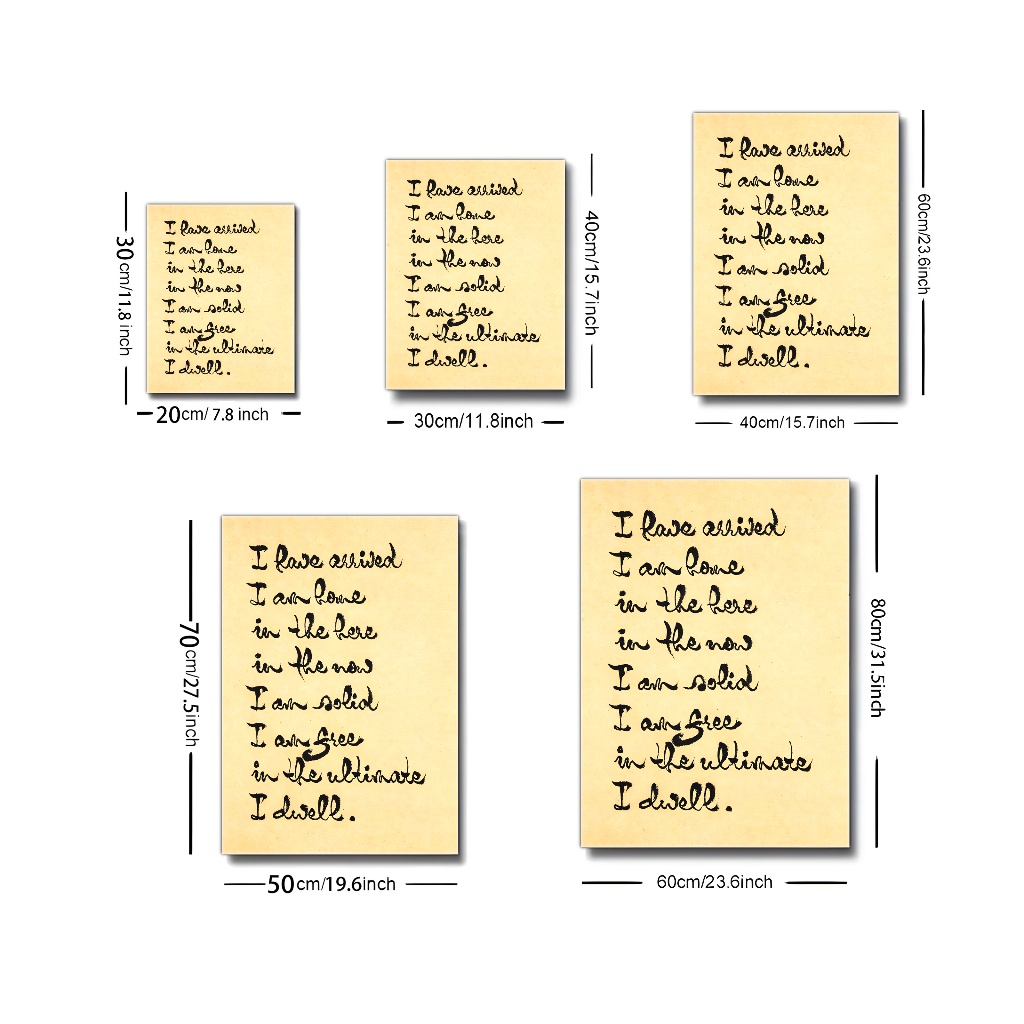 I have arrived
I am home
in the here
in the now
I am solid
I am free
in the ultimate
I dwell.
30cm/11.8 inch
20cm/ 7.8 inch
I have arrived
I am home
in the here
in the now
I am solid
I am free
in the ultimate
I dwell.
40cm/15.7inch
30cm/11.8inch
I have arrived
I am home
in the here
in the now
I am solid
I am free
in the ultimate
I dwell.
60cm/23.6inch
40cm/15.7inch
I have arrived
I am home
in the here
in the now
I am solid
I am free
in the ultimate
I dwell.
70cm/27.5inch
50cm/19.6inch
I have arrived
I am home
in the here
in the now
I am solid
I am free
in the ultimate
I dwell.
80cm/31.5inch
60cm/23.6inch